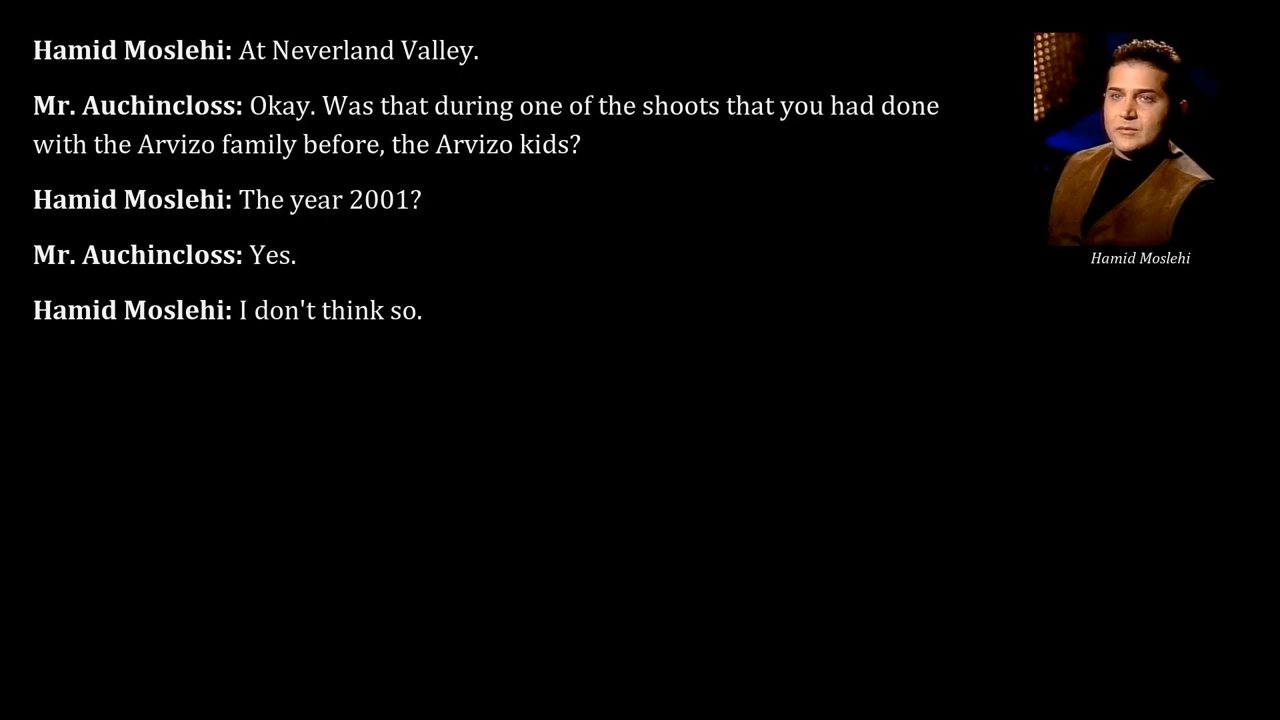 Hamid Moslehi: At Neverland Valley.
Mr. Auchincloss: Okay. Was that during one of the shoots that you had done
with the Arvizo family before, the Arvizo kids?
Hamid Moslehi: The year 2001?
Mr. Auchincloss: Yes.
Hamid Moslehi: I don't think so.
Hamid Moslehi